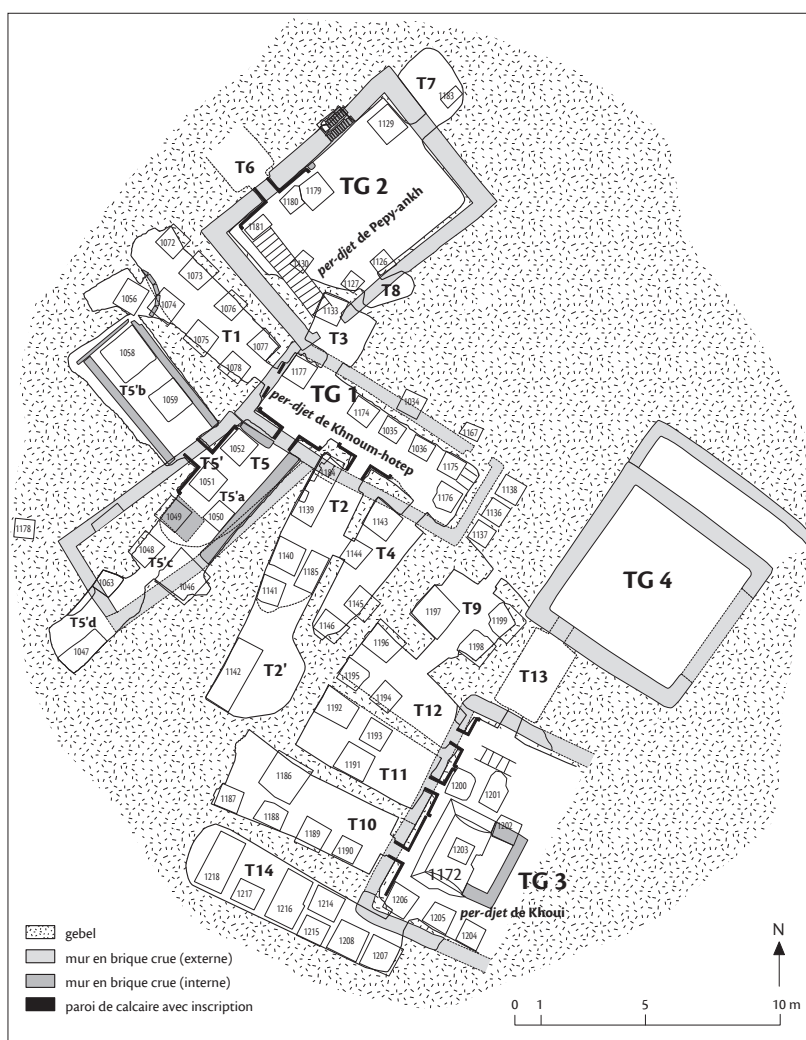 T7
1183
1129
T6
TG 2
1179
1180
per-djet de Pepy-ankh
1181
1072
1130
1126
1073
1127
T8
1056
1074
1076
1133
T1
T3
1075
1077
1058
1078
1177
TG 1
T5'b
1034
1059
per-djet de Khnoum-hotep
1174
1035
1167
1052
1036
T5'
T5
1175
1184
1051
T5'a
1176
1138
1139
T2
1143
1136
1049
1050
1178
1137
1048
1140
1144
T4
T5'c
1185
TG 4
1063
1046
1141
T9
1145
1197
1199
T5'd
1146
1196
1198
1047
1142
T2'
1195
T13
1194
1192
T12
1193
1191
T11
1186
1200
1201
1187
1202
1188
T10
1189
1203
1190
T14
1172
TG 3
1218
1217
1206
1214
per-djet de Khoui
1216
1205
1215
1204
1208
1207
gebel
mur en brique crue (externe)
mur en brique crue (interne)
paroi de calcaire avec inscription
N
0 1 5 10 m